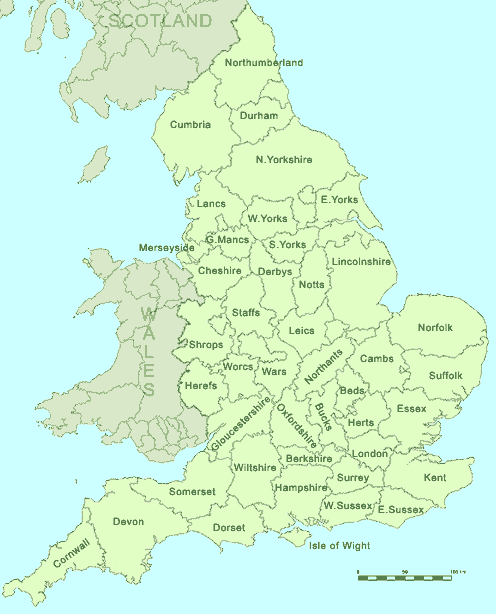 SCOTLAND
Northumberland
Durham
Cumbria
N.Yorkshire
Lancs
E.Yorks
W.Yorks
G.Mancs
Merseyside
S.Yorks
Lincolnshire
Cheshire
Derbys
Notts
WALES
Staffs
Leics
Norfolk
Shrops
Northants
Cambs
Worcs
Wars
Suffolk
Herefs
Beds
Gloucestershire
Oxfordshire
Bucks
Essex
Herts
London
Berkshire
Wiltshire
Surrey
Kent
Hampshire
Somerset
W.Sussex
E.Sussex
Devon
Dorset
Isle of Wight
Cornwall
0
50